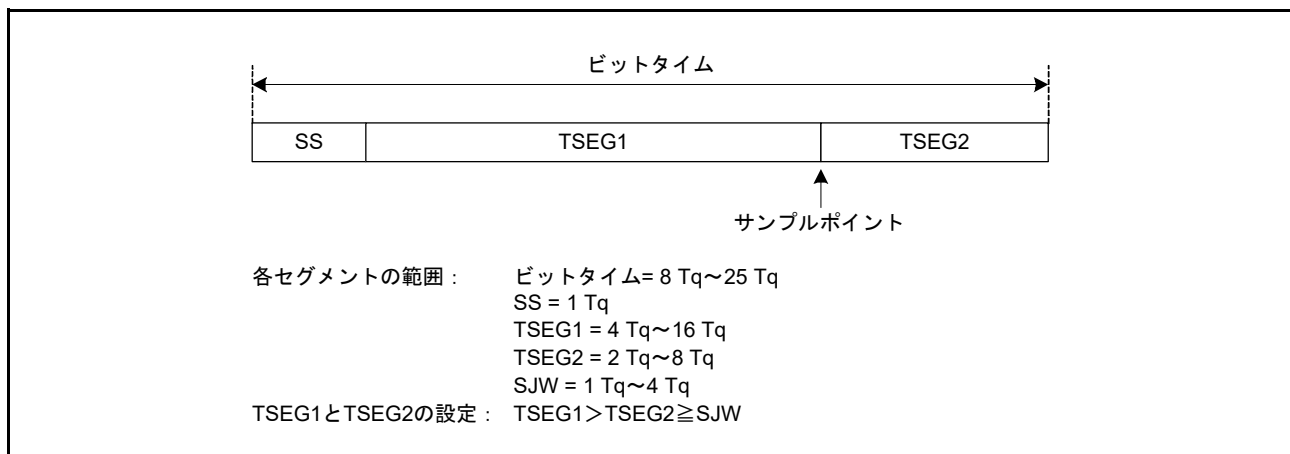 ビットタイム
SS TSEG1 TSEG2
サンプルポイント
各セグメントの範囲： ビットタイム= 8 Tq～25 Tq
SS = 1 Tq
TSEG1 = 4 Tq～16 Tq
TSEG2 = 2 Tq～8 Tq
SJW = 1 Tq～4 Tq
TSEG1とTSEG2の設定： TSEG1＞TSEG2≧SJW